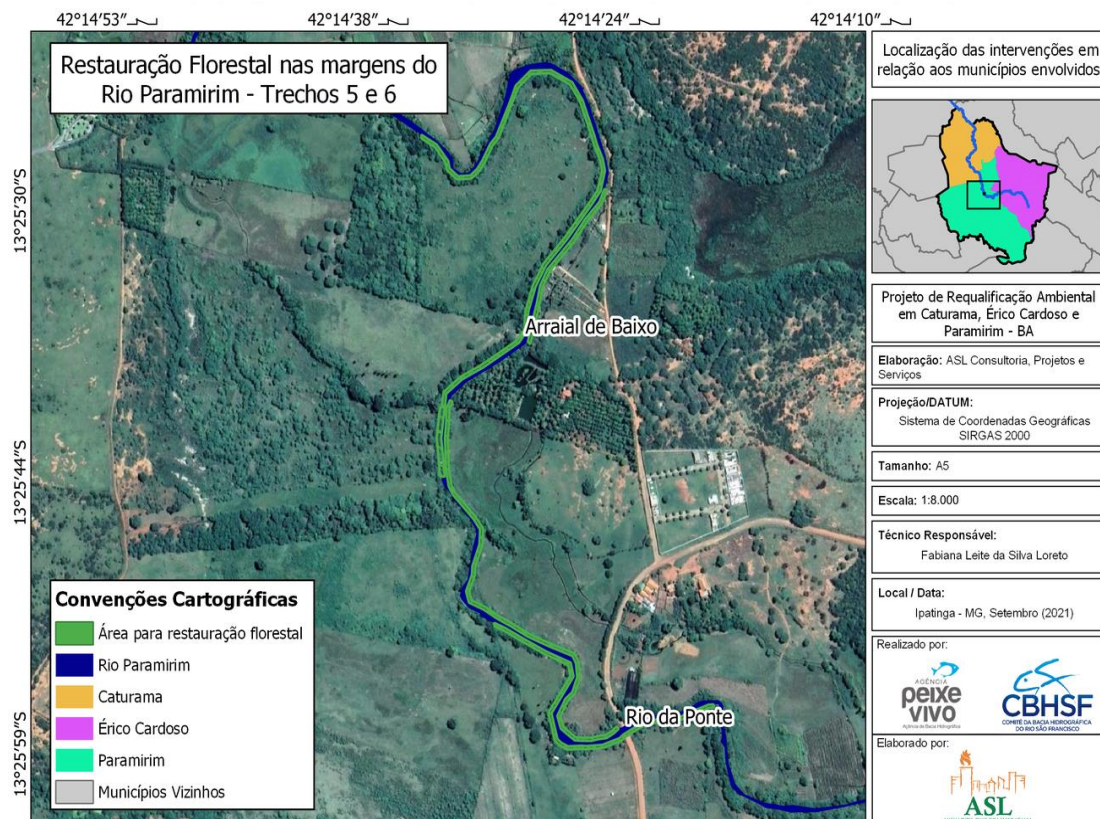 42°14′53″
42°14′38″
42°14′24″
42°14′10″
Restauração Florestal nas margens do
Rio Paramirim - Trechos 5 e 6
13°25′30″S
13°25′44″S
13°25′59″S
Arraial de Baixo
Rio da Ponte
Convenções Cartográficas
Área para restauração florestal
Rio Paramirim
Caturama
Érico Cardoso
Paramirim
Municípios Vizinhos
Localização das intervenções em
relação aos municípios envolvidos
Projeto de Requalificação Ambiental
em Caturama, Érico Cardoso e
Paramirim - BA
Elaboração: ASL Consultoria, Projetos e
Serviços
Projeção/DATUM:
Sistema de Coordenadas Geográficas
SIRGAS 2000
Tamanho: A5
Escala: 1:8.000
Técnico Responsável:
Fabiana Leite da Silva Loreto
Local / Data:
Ipatinga - MG, Setembro (2021)
Realizado por:
AGÊNCIA
peixe
vivo
Agência de Bacia Hidrográfica
CBHSF
COMITÊ DA BACIA HIDROGRÁFICA
DO RIO SÃO FRANCISCO
Elaborado por:
ASL